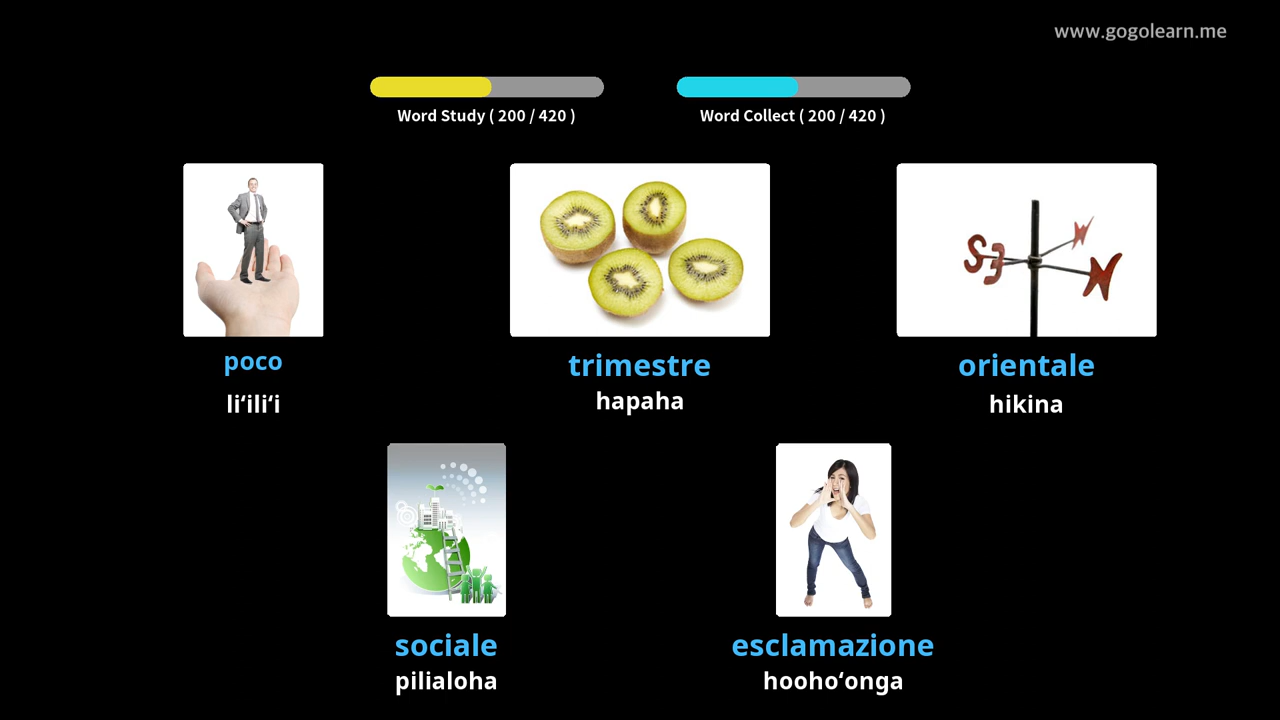 www.gogolearn.me
Word Study ( 200 / 420 )
Word Collect ( 200 / 420 )
poco
liʻiliʻi
trimestre
hapaha
orientale
hikina
sociale
pilialoha
esclamazione
hoohoʻonga